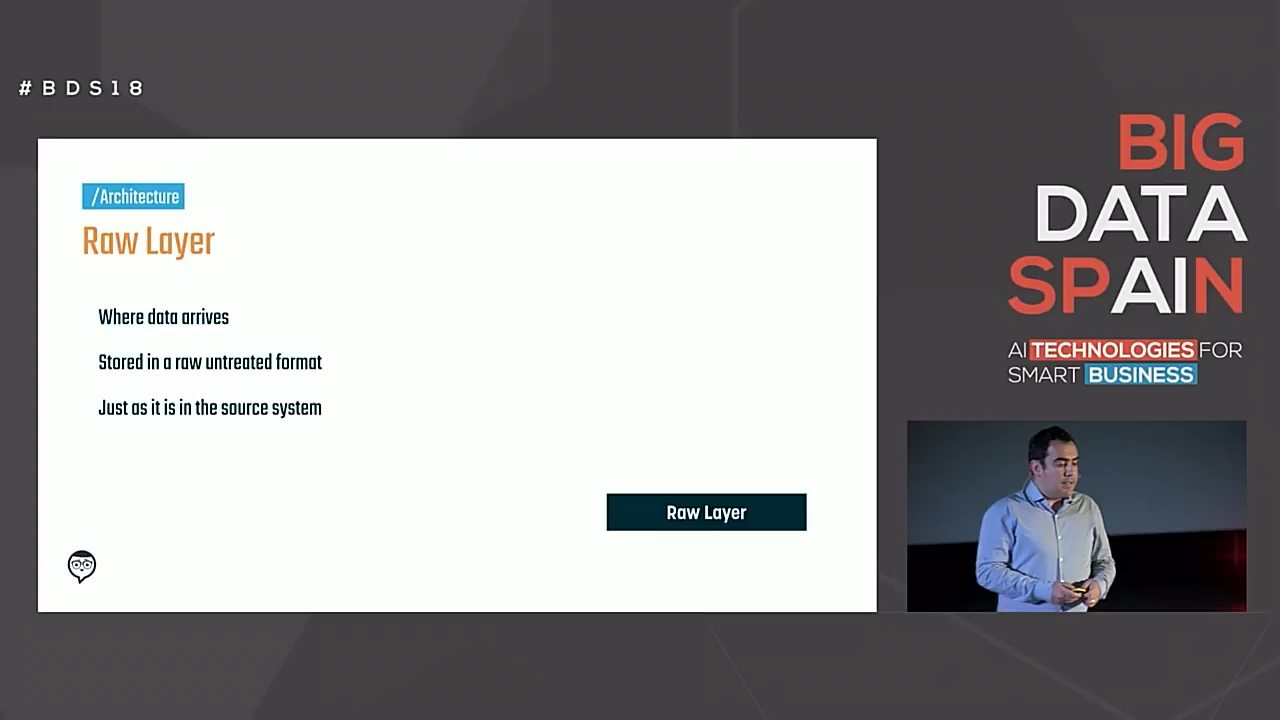 #BDS18
/Architecture
Raw Layer
Where data arrives
Stored in a raw untreated format
Just as it is in the source system
Raw Layer
BIG
DATA
SPAIN
AI TECHNOLOGIES FOR
SMART BUSINESS